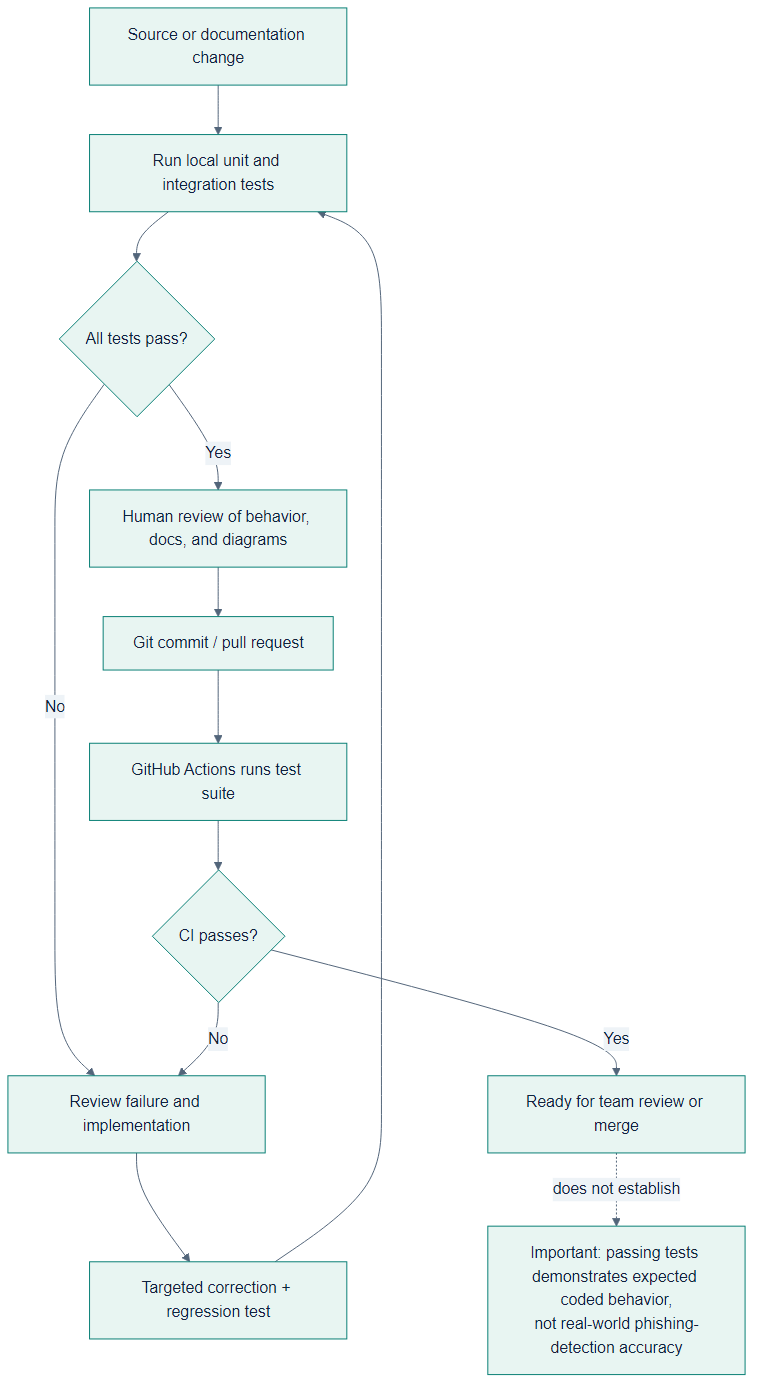 Source or documentation
change
Run local unit and
integration tests
All tests pass?
Yes
Human review of behavior,
docs, and diagrams
Git commit / pull request
No
GitHub Actions runs test
suite
CI passes?
No
Yes
Review failure and
implementation
Ready for team review or
merge
does not establish
Targeted correction +
regression test
Important: passing tests
demonstrates expected
coded behavior,
not real-world phishing-
detection accuracy